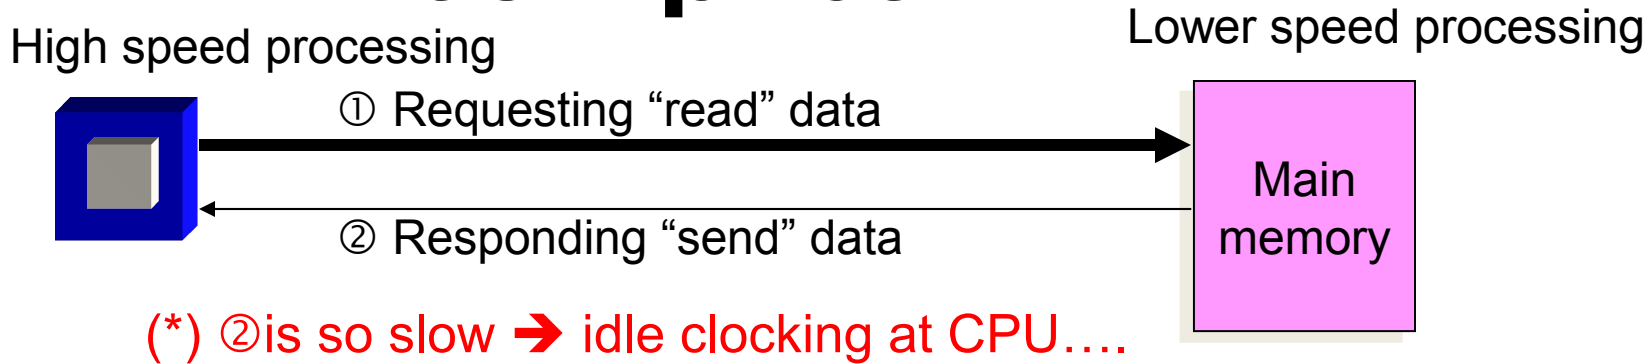 High speed processing
Lower speed processing
① Requesting “read” data
Main
memory
② Responding “send” data
(*) ②is so slow ➔ idle clocking at CPU….